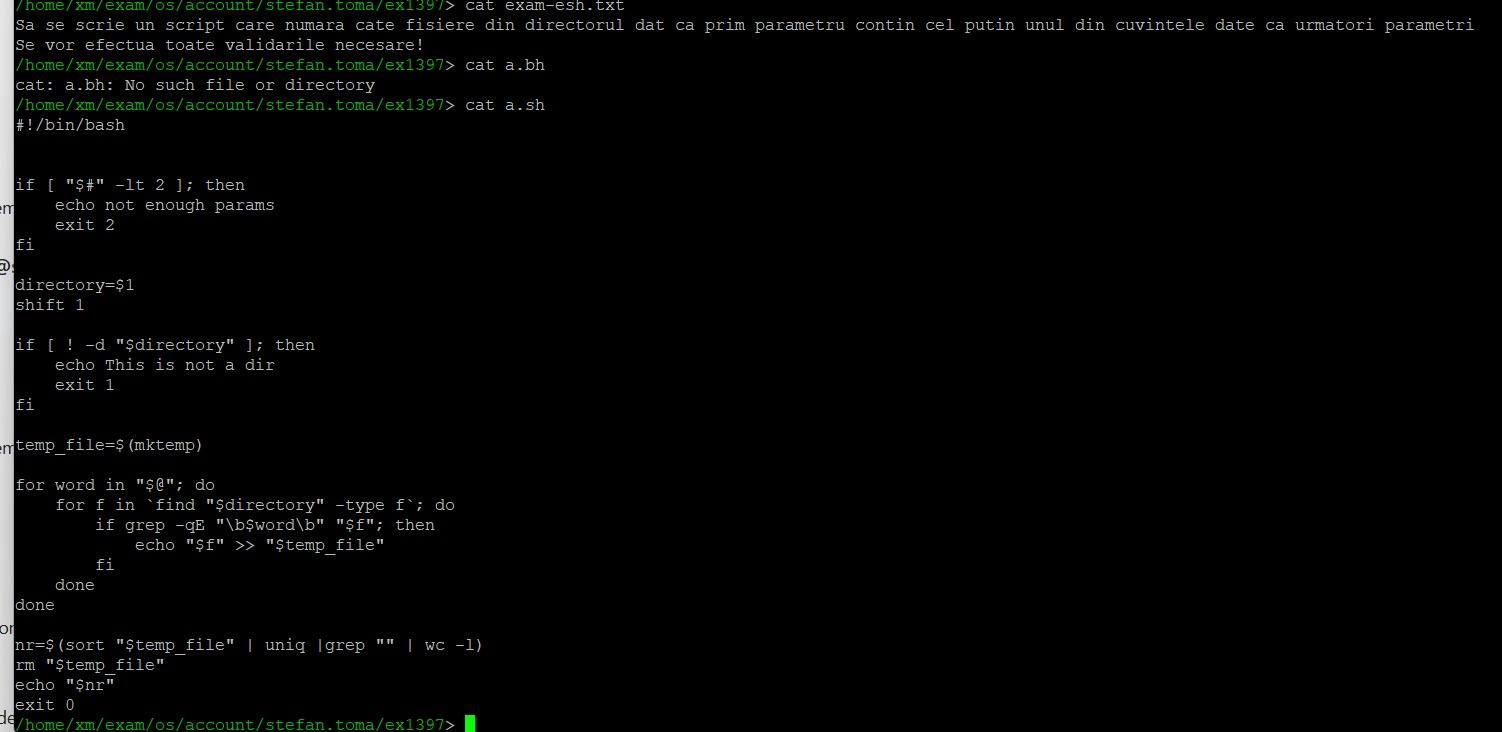 /home/xm/exam/os/account/stefan.toma/ex1397> cat exam-esh.txt
Sa se scrie un script care numara cate fisiere din directorul dat ca prim parametru contin cel putin unul din cuvintele date ca urmatori parametri
Se vor efectua toate validarile necesare!
/home/xm/exam/os/account/stefan.toma/ex1397> cat a.bh
cat: a.bh: No such file or directory
/home/xm/exam/os/account/stefan.toma/ex1397> cat a.sh
#!/bin/bash


if [ "$#" -lt 2 ]; then
    echo not enough params
    exit 2
fi

directory=$1
shift 1

if [ ! -d "$directory" ]; then
    echo This is not a dir
    exit 1
fi

temp_file=$(mktemp)

for word in "$@"; do
    for f in `find "$directory" -type f`; do
        if grep -qE "\b$word\b" "$f"; then
            echo "$f" >> "$temp_file"
        fi
    done
done

nr=$(sort "$temp_file" | uniq |grep "" | wc -l)
rm "$temp_file"
echo "$nr"
exit 0
/home/xm/exam/os/account/stefan.toma/ex1397>